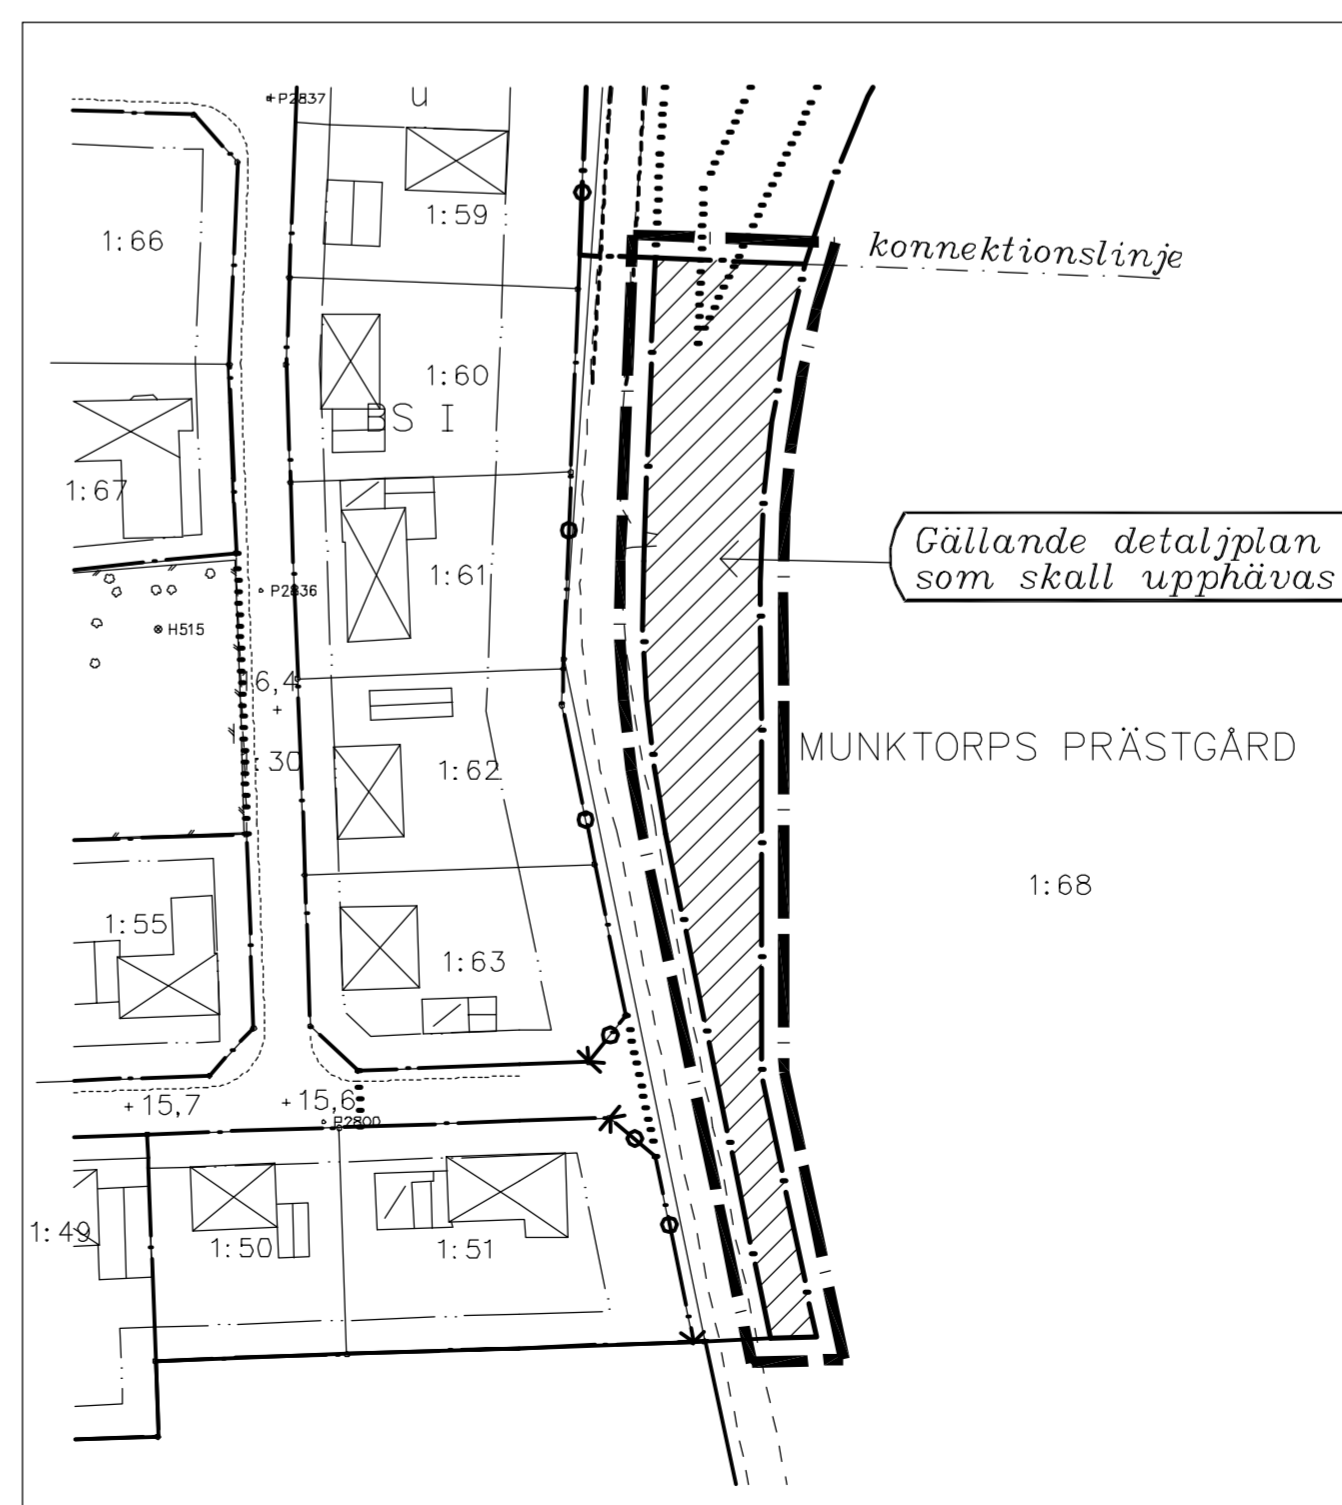 P2837
u
1:59
1:66
konnektionslinje
1:60
BS I
1:67
Gällande detaljplan
som skall upphävas
1:61
P2836
H515
6,4
MUNKTORPS PRÄSTGÅRD
:30
1:62
1:68
1:55
1:63
15,7
15,6
P2800
1:49
1:50
1:51